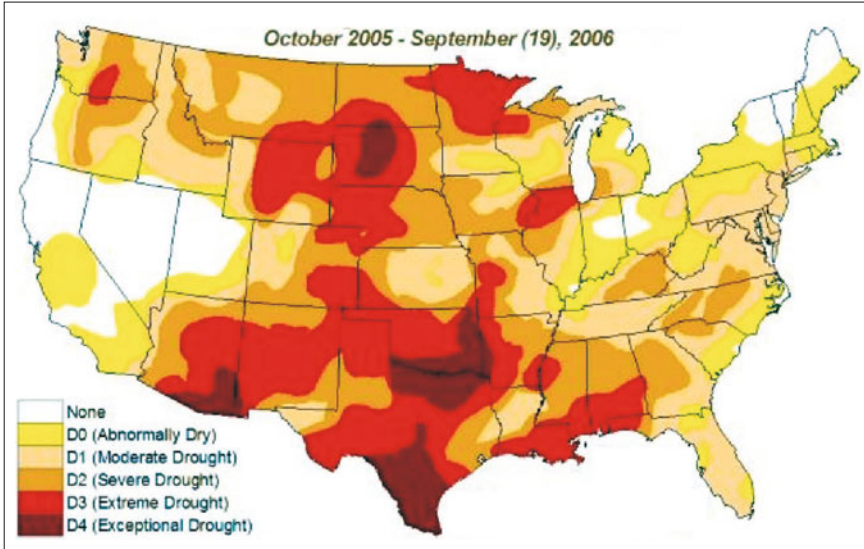 October 2005 - September (19), 2006
None
D0 (Abnormally Dry)
D1 (Moderate Drought)
D2 (Severe Drought)
D3 (Extreme Drought)
D4 (Exceptional Drought)